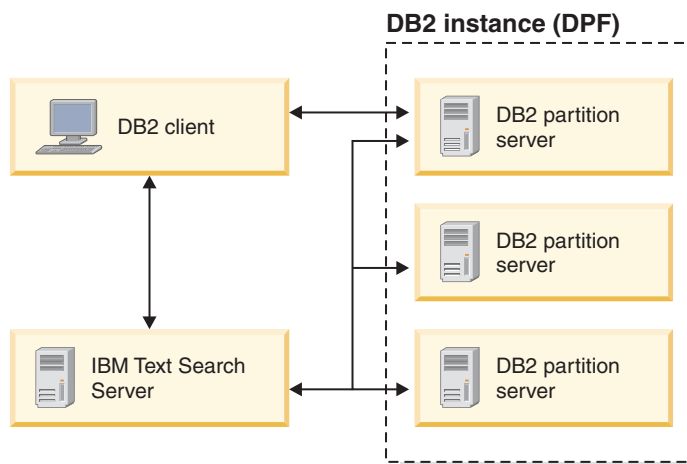 DB2 instance (DPF)
DB2 client
DB2 partition
server
DB2 partition
server
IBM Text Search
Server
DB2 partition
server